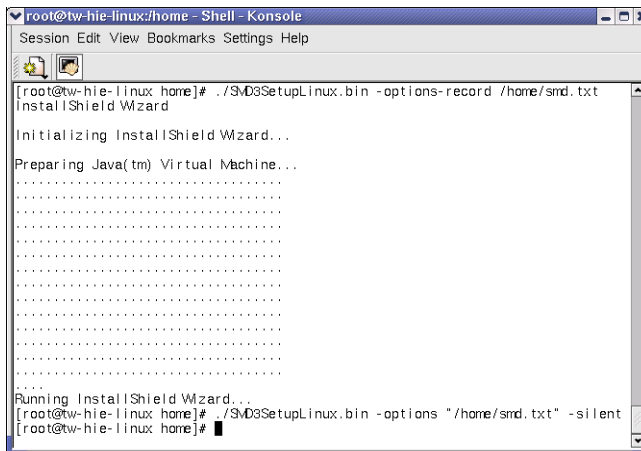 root@tw-hie-linux:/home - Shell - Konsole
Session Edit View Bookmarks Settings Help
[root@tw-hie-linux home]# ./SMD3SetupLinux.bin -options-record /home/smd.txt
InstallShield Wizard
Initializing InstallShield Wizard...
Preparing Java(tm) Virtual Machine...
...................................
...................................
...................................
...................................
...................................
...................................
...................................
...................................
...................................
...................................
...................................
...................................
...................................
...................................
....
Running InstallShield Wizard...
[root@tw-hie-linux home]# ./SMD3SetupLinux.bin -options "/home/smd.txt" -silent
[root@tw-hie-linux home]#